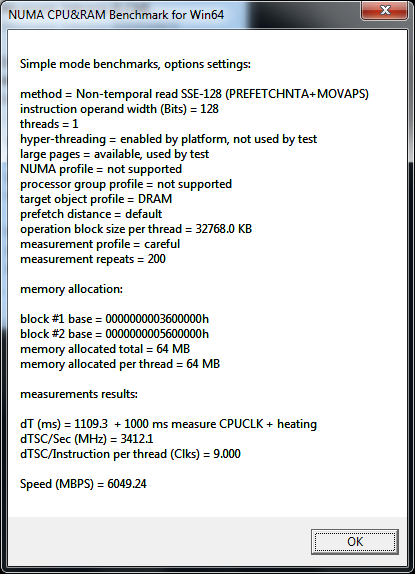 NUMA CPU&RAM Benchmark for Win64
Simple mode benchmarks, options settings:
method = Non-temporal read SSE-128 (PREFETCHNTA+MOVAPS)
instruction operand width (Bits) = 128
threads = 1
hyper-threading = enabled by platform, not used by test
large pages = available, used by test
NUMA profile = not supported
processor group profile = not supported
target object profile = DRAM
prefetch distance = default
operation block size per thread = 32768.0 KB
measurement profile = careful
measurement repeats = 200
memory allocation:
block #1 base = 0000000003600000h
block #2 base = 0000000005600000h
memory allocated total = 64 MB
memory allocated per thread = 64 MB
measurements results:
dT (ms) = 1109.3  + 1000 ms measure CPUCLK + heating
dTSC/Sec (MHz) = 3412.1
dTSC/Instruction per thread (Clks) = 9.000
Speed (MBPS) = 6049.24
OK